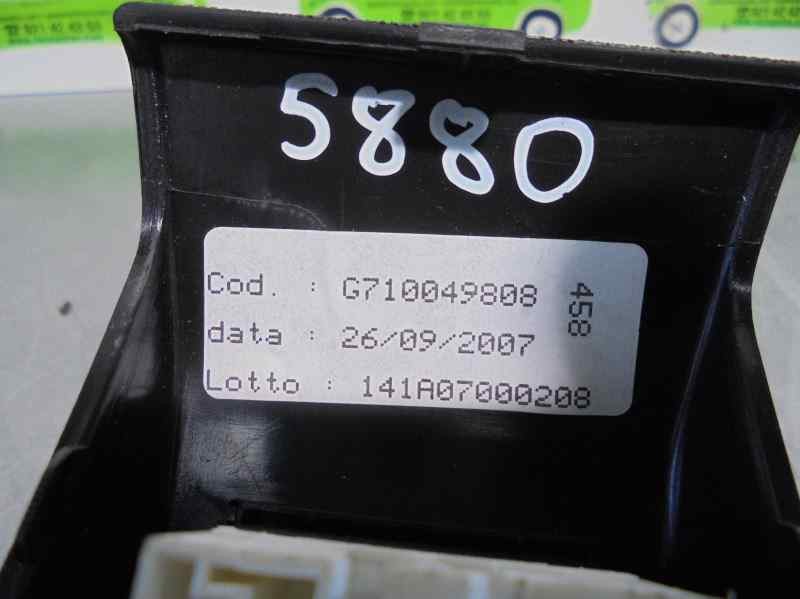 5880
Cod. : G710049808
458
data : 26/09/2007
Lotto : 141A07000208